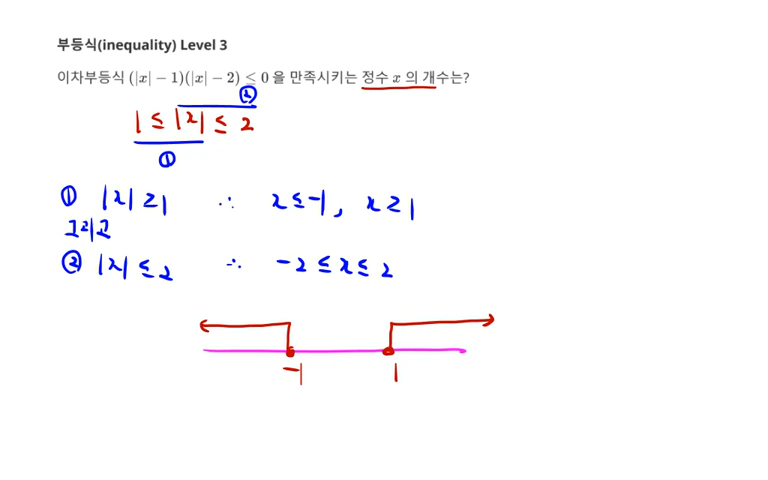 부등식(inequality) Level 3
이차부등식 (|x| − 1)(|x| − 2) ≤ 0 을 만족시키는 정수 x 의 개수는?
②
1 ≤ |x| ≤ 2
①
① |x| ≥ 1 ∴ x ≤ -1, x ≥ 1
그리고
② |x| ≤ 2 ∴ -2 ≤ x ≤ 2
-1 1